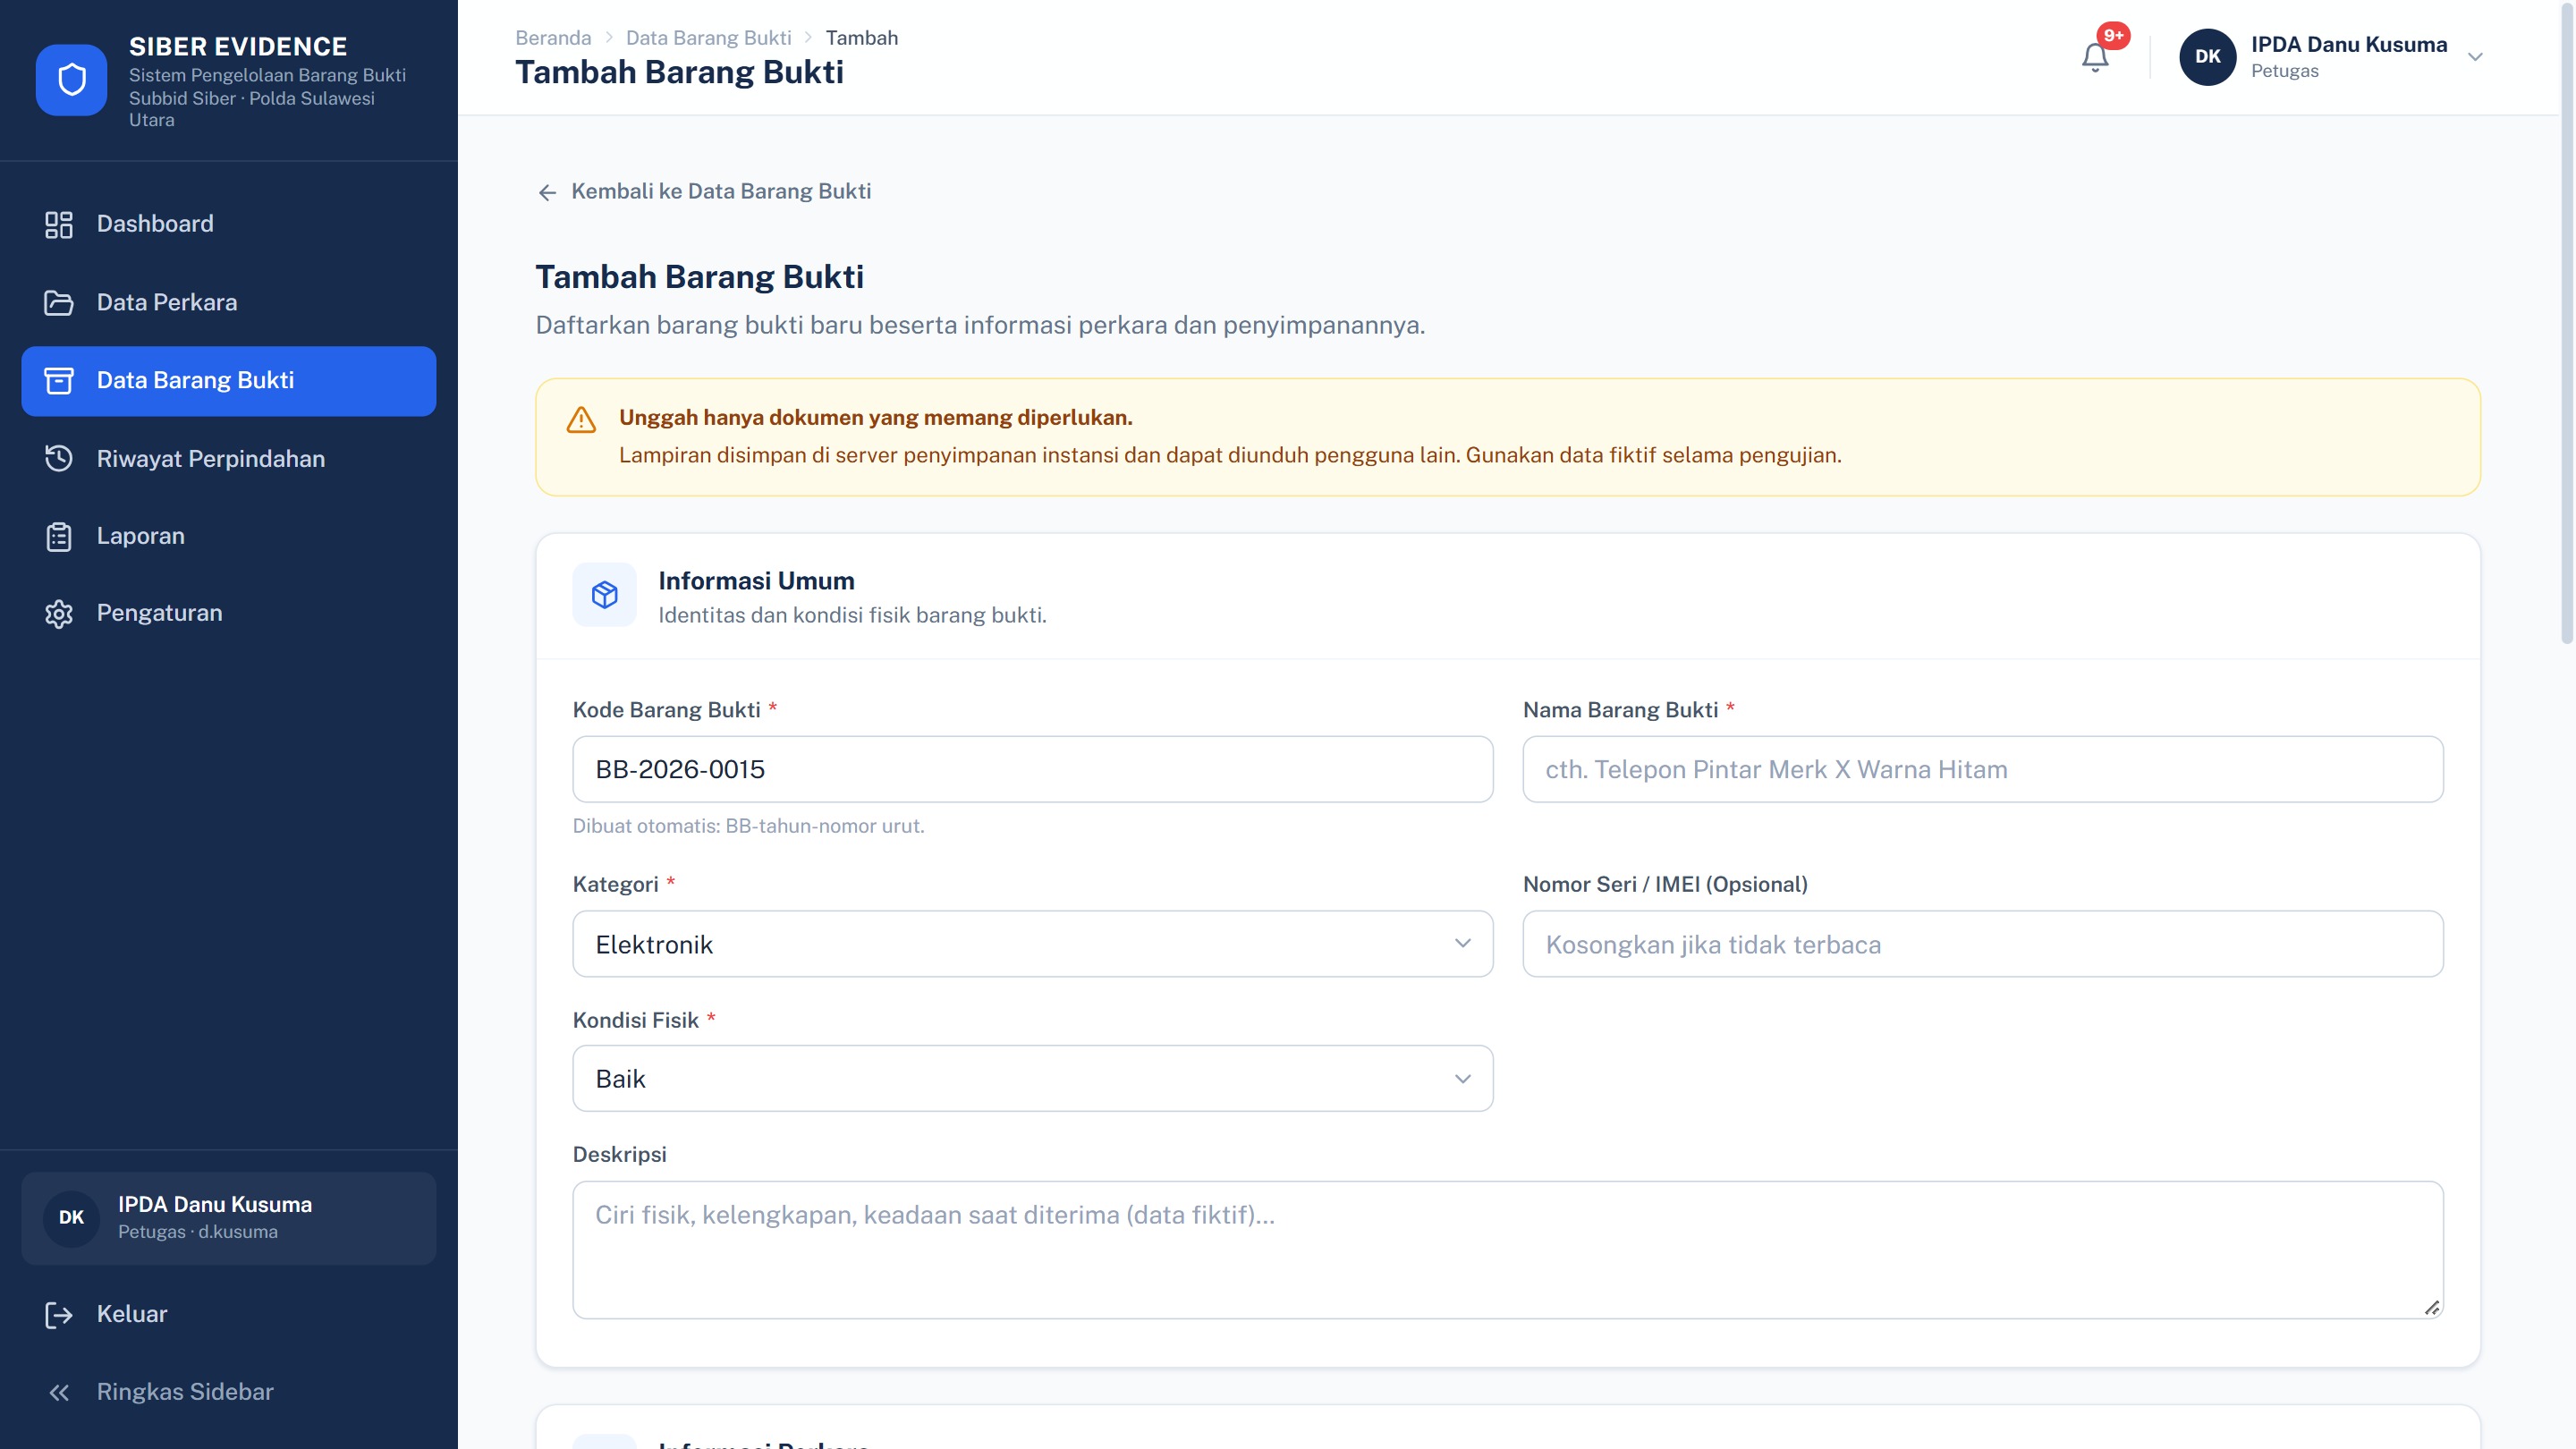 SIBER EVIDENCE
Sistem Pengelolaan Barang Bukti
Subbid Siber · Polda Sulawesi
Utara
Dashboard
Data Perkara
Data Barang Bukti
Riwayat Perpindahan
Laporan
Pengaturan
DK
IPDA Danu Kusuma
Petugas · d.kusuma
Keluar
Ringkas Sidebar
Beranda
Data Barang Bukti
Tambah
Tambah Barang Bukti
9+
DK
IPDA Danu Kusuma
Petugas
Kembali ke Data Barang Bukti
Tambah Barang Bukti
Daftarkan barang bukti baru beserta informasi perkara dan penyimpanannya.
Unggah hanya dokumen yang memang diperlukan.
Lampiran disimpan di server penyimpanan instansi dan dapat diunduh pengguna lain. Gunakan data fiktif selama pengujian.
Informasi Umum
Identitas dan kondisi fisik barang bukti.
Kode Barang Bukti *
BB-2026-0015
Dibuat otomatis: BB-tahun-nomor urut.
Nama Barang Bukti *
cth. Telepon Pintar Merk X Warna Hitam
Kategori *
Elektronik
Nomor Seri / IMEI (Opsional)
Kosongkan jika tidak terbaca
Kondisi Fisik *
Baik
Deskripsi
Ciri fisik, kelengkapan, keadaan saat diterima (data fiktif)...
Informasi Perkara